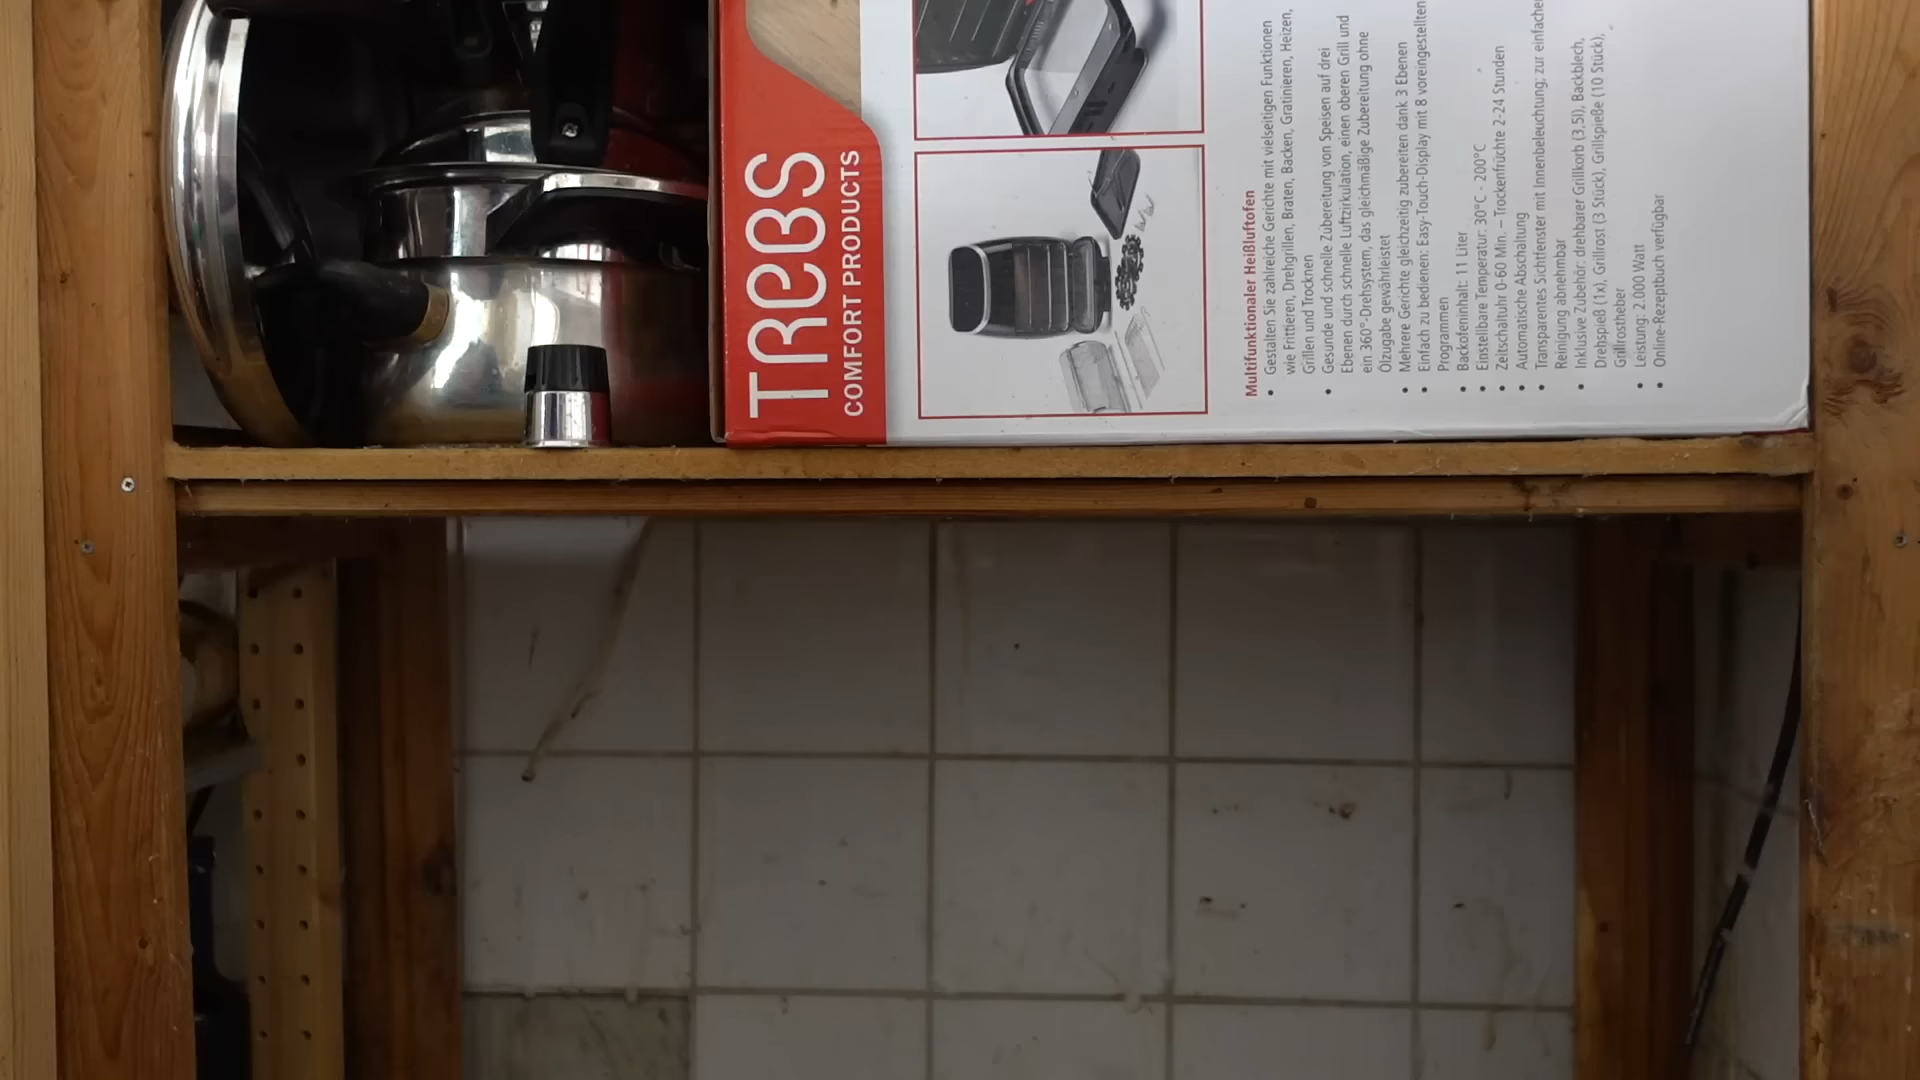 TREBS
COMFORT PRODUCTS
Multifunktionaler Heißluftofen
• Gestalten Sie zahlreiche Gerichte mit vielseitigen Funktionen
wie Frittieren, Drehgrillen, Braten, Backen, Gratinieren, Heizen,
Grillen und Trocknen
• Gesunde und schnelle Zubereitung von Speisen auf drei
Ebenen durch schnelle Luftzirkulation, einen oberen Grill und
ein 360°-Drehsystem, das gleichmäßige Zubereitung ohne
Ölzugabe gewährleistet
• Mehrere Gerichte gleichzeitig zubereiten dank 3 Ebenen
• Einfach zu bedienen: Easy-Touch-Display mit 8 voreingestellten
Programmen
• Backofeninhalt: 11 Liter
• Einstellbare Temperatur: 30°C - 200°C
• Zeitschaltuhr 0-60 Min. – Trockenfrüchte 2-24 Stunden
• Automatische Abschaltung
• Transparentes Sichtfenster mit Innenbeleuchtung; zur einfachen
Reinigung abnehmbar
• Inklusive Zubehör: drehbarer Grillkorb (3,5l), Backblech,
Drehspieß (1x), Grillrost (3 Stück), Grillspieße (10 Stück),
Grillrostheber
• Leistung: 2.000 Watt
• Online-Rezeptbuch verfügbar